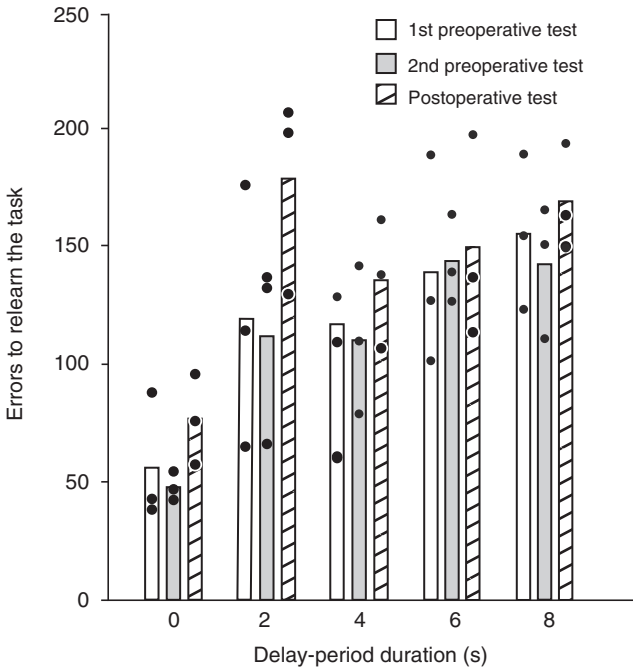 250
200
150
100
50
0
Errors to relearn the task
1st preoperative test
2nd preoperative test
Postoperative test
0 2 4 6 8
Delay-period duration (s)